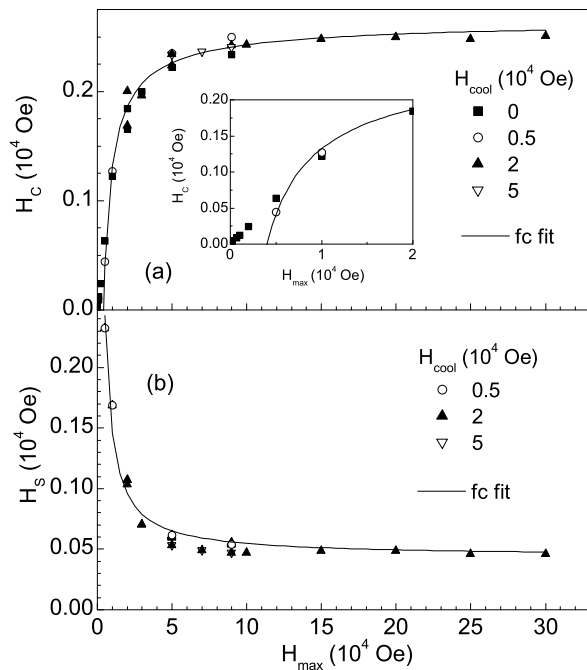 0.2
0.1
0.0
H_C (10^4 Oe)
(a)
H_cool (10^4 Oe)
0
0.5
2
5
fc fit
0.20
0.15
0.10
0.05
0.00
H_C (10^4 Oe)
0 1 2
H_max (10^4 Oe)
0.20
0.15
0.10
0.05
0.00
H_S (10^4 Oe)
(b)
H_cool (10^4 Oe)
0.5
2
5
fc fit
0 5 10 15 20 25 30
H_max (10^4 Oe)